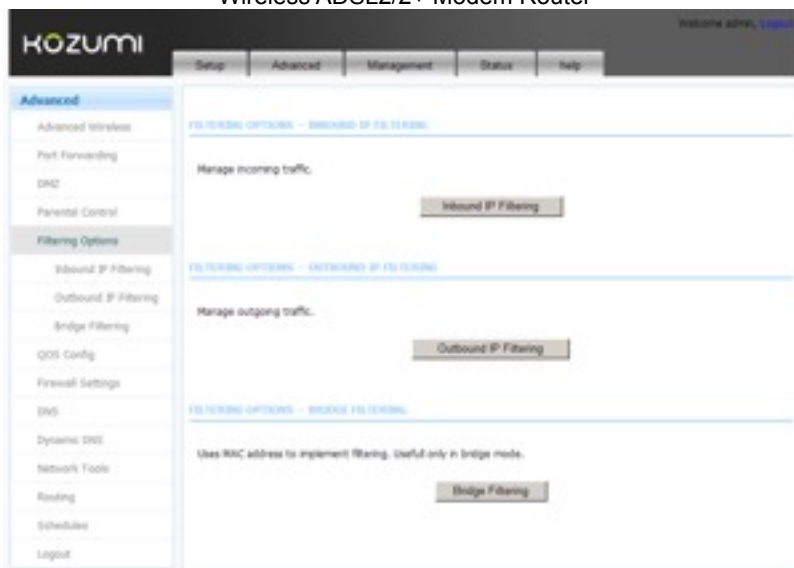 Wireless ADSL2/2+ Modem Router
Welcome admin, Logout
KOZUMI
Setup
Advanced
Management
Status
help
Advanced
Advanced Wireless
Port Forwarding
DMZ
Parental Control
Filtering Options
Inbound IP Filtering
Outbound IP Filtering
Bridge Filtering
QOS Config
Firewall Settings
DNS
Dynamic DNS
Network Tools
Routing
Schedules
Logout
FILTERING OPTIONS -- INBOUND IP FILTERING
Manage incoming traffic.
Inbound IP Filtering
FILTERING OPTIONS -- OUTBOUND IP FILTERING
Manage outgoing traffic.
Outbound IP Filtering
FILTERING OPTIONS -- BRIDGE FILTERING
Uses MAC address to implement filtering. Useful only in bridge mode.
Bridge Filtering